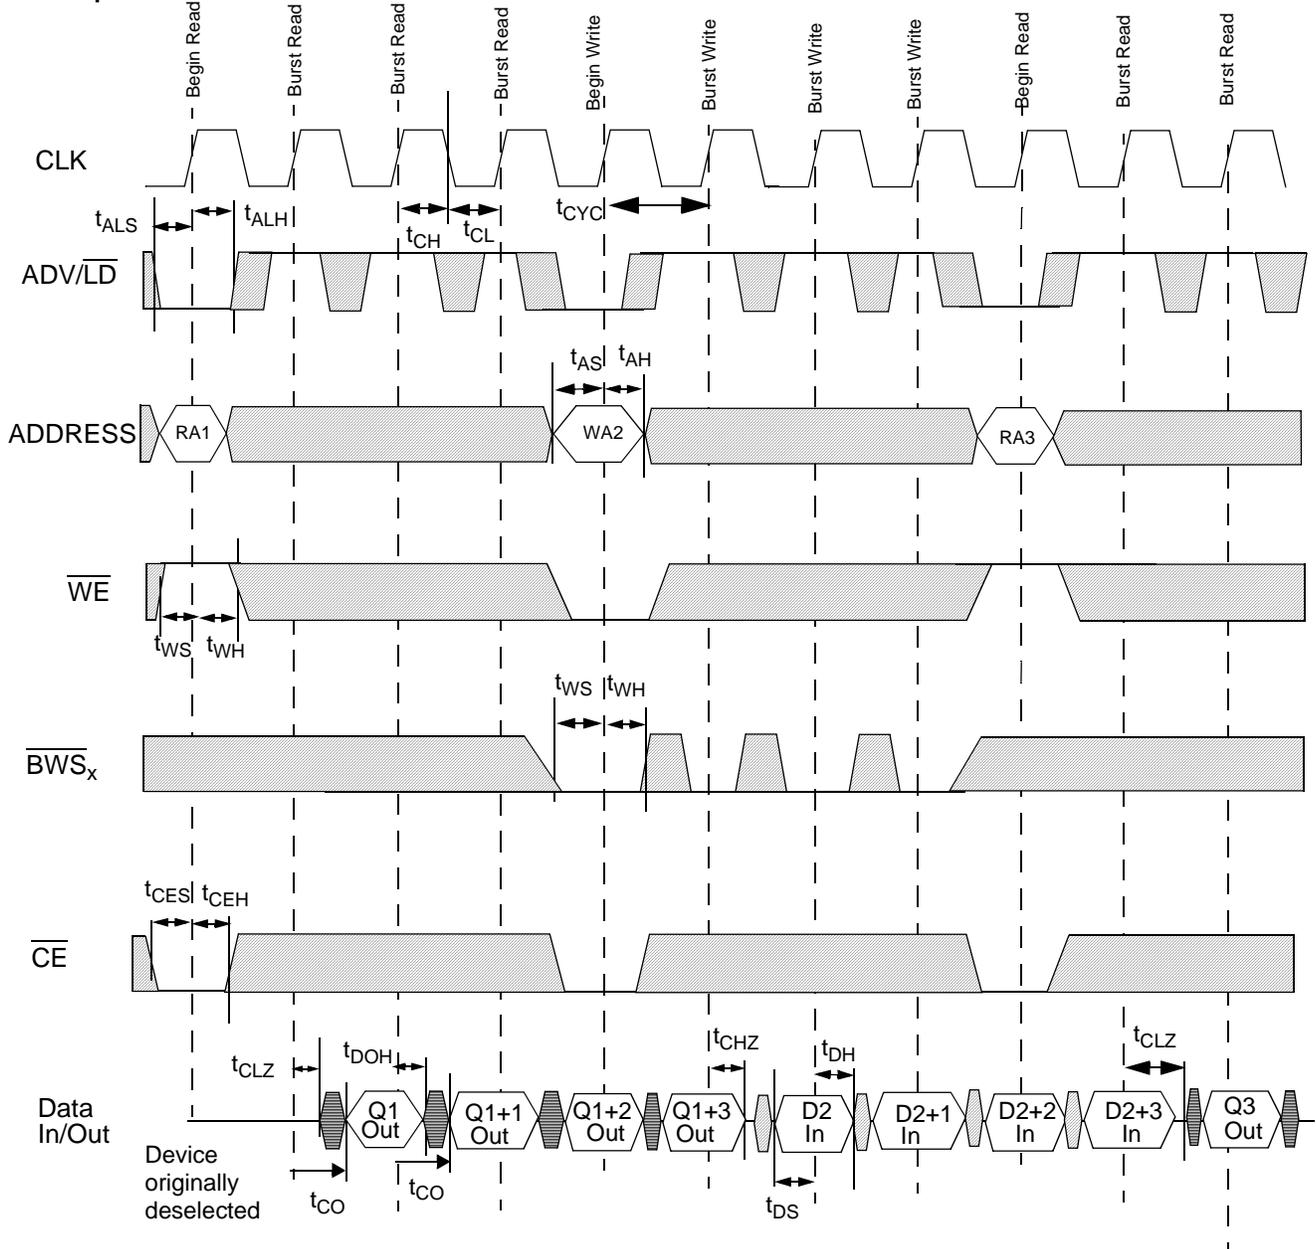 Begin Read
Burst Read
Burst Read
Burst Read
Begin Write
Burst Write
Burst Write
Burst Write
Begin Read
Burst Read
Burst Read
CLK
tALS
tALH
tCH
tCL
tCYC
ADV/LD
tAS
tAH
ADDRESS
RA1
WA2
RA3
WE
tWS
tWH
tWS
tWH
BWSx
tCES
tCEH
CE
tCLZ
tDOH
tCHZ
tDH
tCLZ
Data
In/Out
Q1
Out
Q1+1
Out
Q1+2
Out
Q1+3
Out
D2
In
D2+1
In
D2+2
In
D2+3
In
Q3
Out
Device
originally
deselected
tCO
tCO
tDS